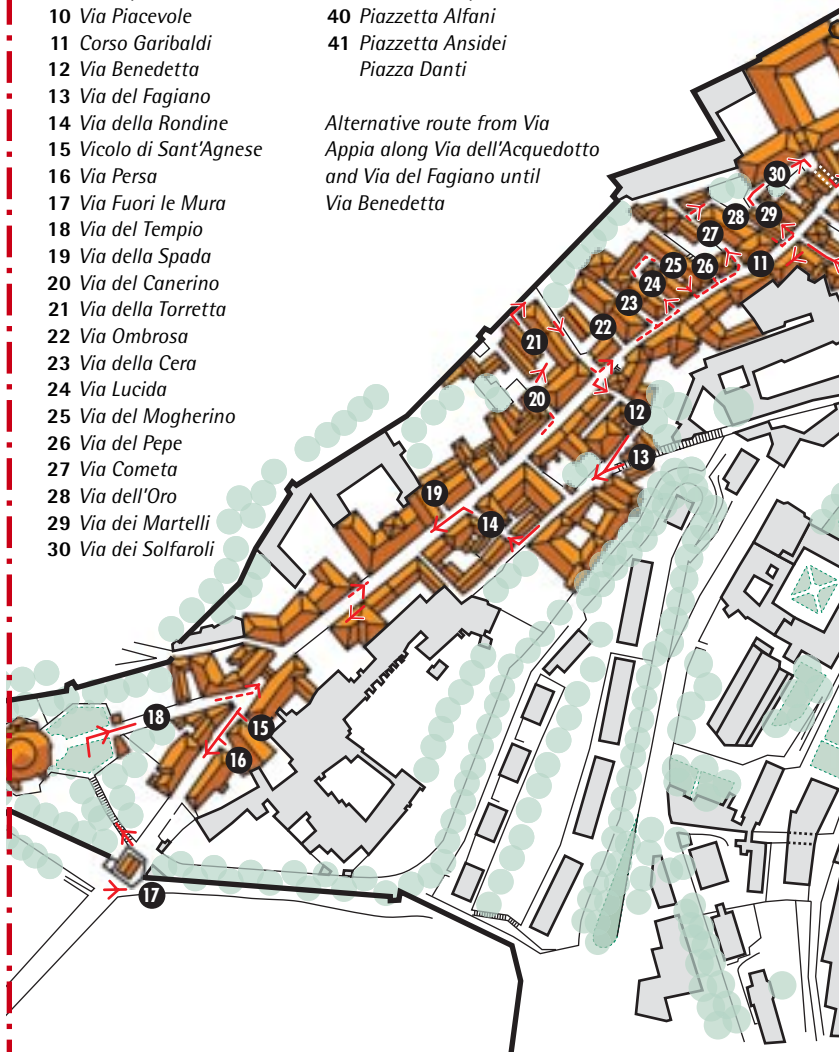 10 Via Piacevole
11 Corso Garibaldi
12 Via Benedetta
13 Via del Fagiano
14 Via della Rondine
15 Vicolo di Sant'Agnese
16 Via Persa
17 Via Fuori le Mura
18 Via del Tempio
19 Via della Spada
20 Via del Canerino
21 Via della Torretta
22 Via Ombrosa
23 Via della Cera
24 Via Lucida
25 Via del Mogherino
26 Via del Pepe
27 Via Cometa
28 Via dell'Oro
29 Via dei Martelli
30 Via dei Solfaroli
40 Piazzetta Alfani
41 Piazzetta Ansidei
Piazza Danti
Alternative route from Via
Appia along Via dell'Acquedotto
and Via del Fagiano until
Via Benedetta
30
28
29
27
25
26
11
24
23
22
21
20
12
13
19
14
18
15
16
17